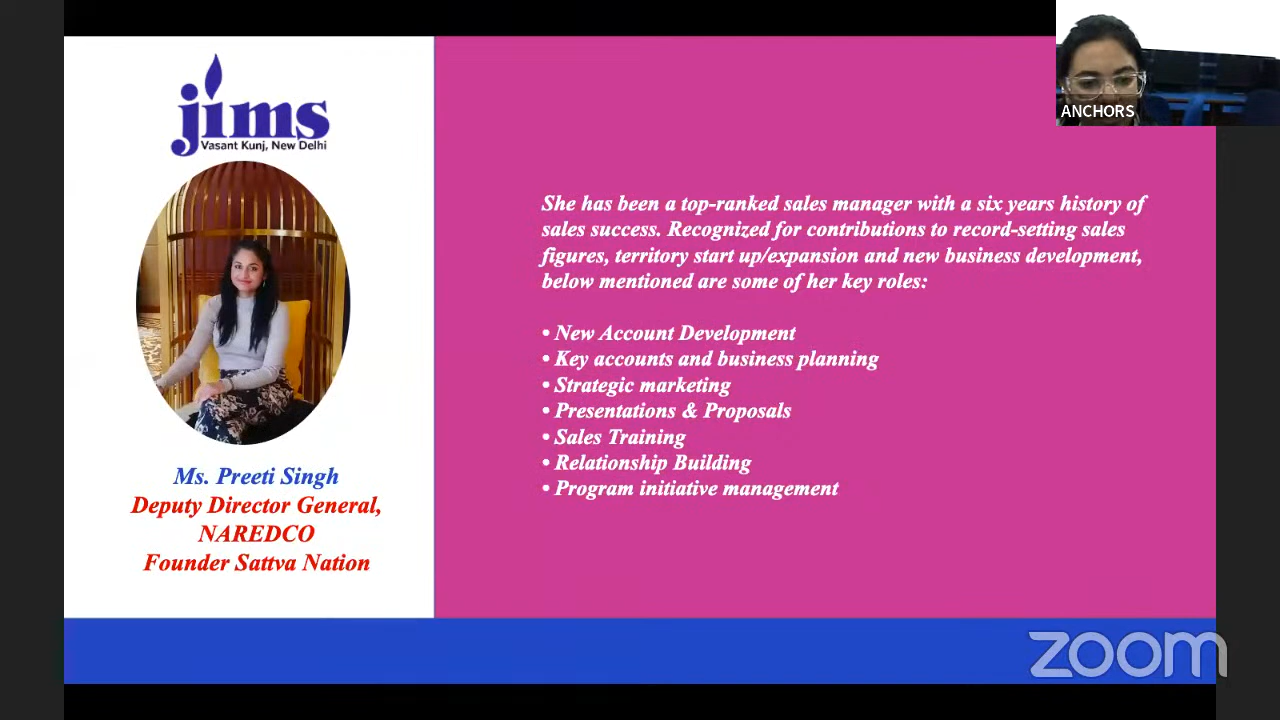 jims
Vasant Kunj, New Delhi
Ms. Preeti Singh
Deputy Director General,
NAREDCO
Founder Sattva Nation
She has been a top-ranked sales manager with a six years history of
sales success. Recognized for contributions to record-setting sales
figures, territory start up/expansion and new business development,
below mentioned are some of her key roles:
• New Account Development
• Key accounts and business planning
• Strategic marketing
• Presentations & Proposals
• Sales Training
• Relationship Building
• Program initiative management
ANCHORS
zoom